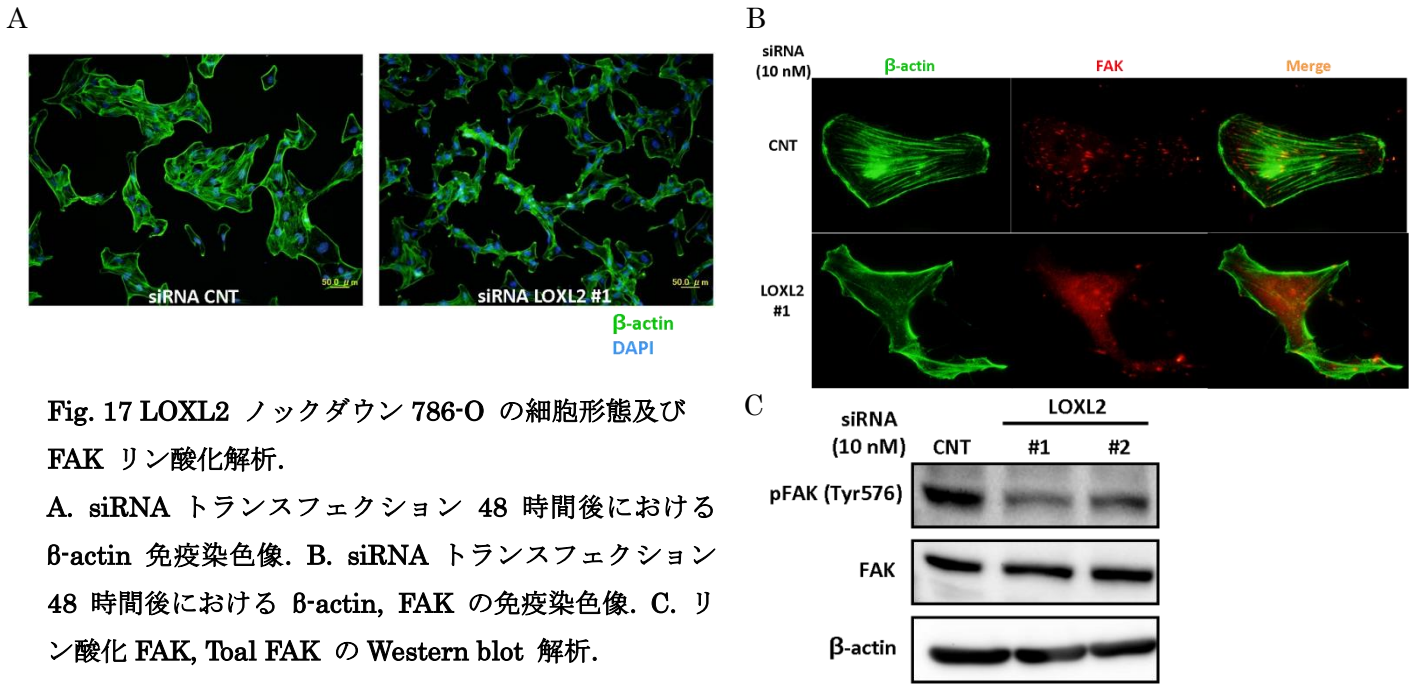 A
siRNA CNT
50.0 μm
siRNA LOXL2 #1
50.0 μm
β-actin
DAPI
B
siRNA
(10 nM)
β-actin
FAK
Merge
CNT
LOXL2
#1
Fig. 17 LOXL2 ノックダウン 786-O の細胞形態及び
FAK リン酸化解析.
A. siRNA トランスフェクション 48 時間後における
β-actin 免疫染色像. B. siRNA トランスフェクション
48 時間後における β-actin, FAK の免疫染色像. C. リ
ン酸化 FAK, Toal FAK の Western blot 解析.
C
siRNA
(10 nM)
CNT
LOXL2
#1
#2
pFAK (Tyr576)
FAK
β-actin